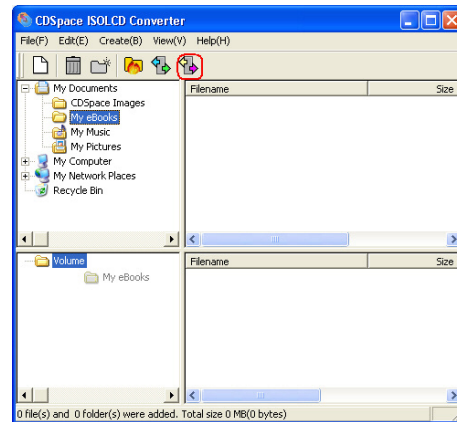 CDSpace ISOLCD Converter
File(F) Edit(E) Create(B) View(V) Help(H)
My Documents
CDSpace Images
My eBooks
My Music
My Pictures
My Computer
My Network Places
Recycle Bin
Filename Size
Volume
My eBooks
Filename Size
0 file(s) and 0 folder(s) were added. Total size 0 MB(0 bytes)